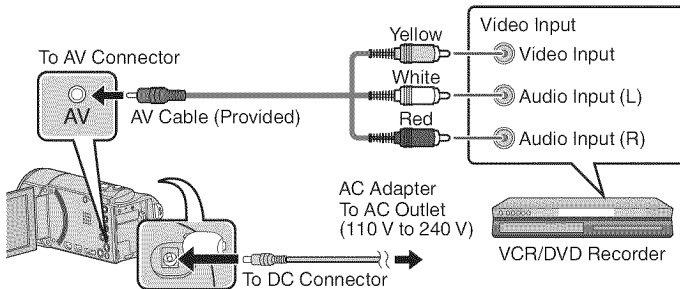 Video Input
Yellow
Video Input
To AV Connector
White
AV
AV Cable (Provided)
Audio Input (L)
Red
Audio Input (R)
AC Adapter
To AC Outlet
(110 V to 240 V)
To DC Connector
VCR/DVD Recorder